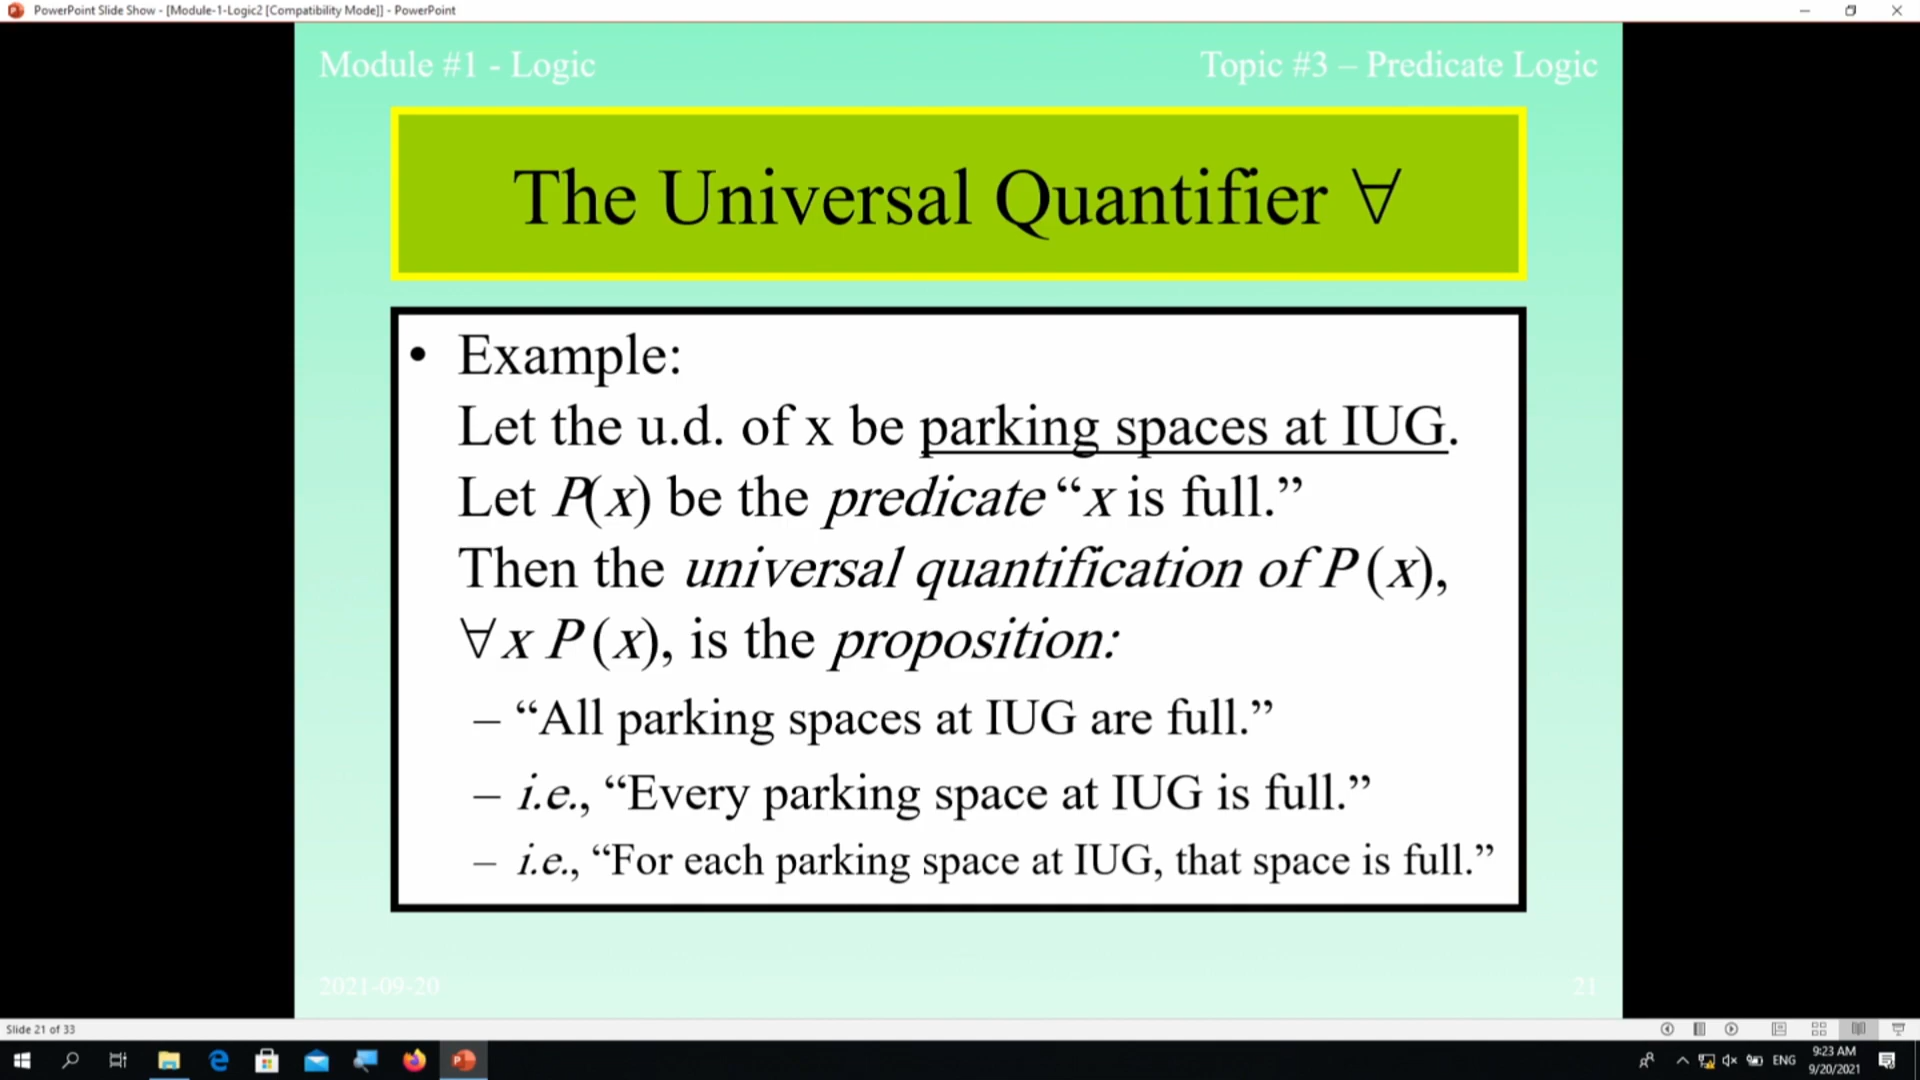 PowerPoint Slide Show - [Module-1-Logic2 [Compatibility Mode]] - PowerPoint
Module #1 - Logic
Topic #3 – Predicate Logic
The Universal Quantifier ∀
• Example:
Let the u.d. of x be parking spaces at IUG.
Let P(x) be the predicate “x is full.”
Then the universal quantification of P(x),
∀x P(x), is the proposition:
– “All parking spaces at IUG are full.”
– i.e., “Every parking space at IUG is full.”
– i.e., “For each parking space at IUG, that space is full.”
2021-09-20
21
Slide 21 of 33
ENG
9:23 AM
9/20/2021